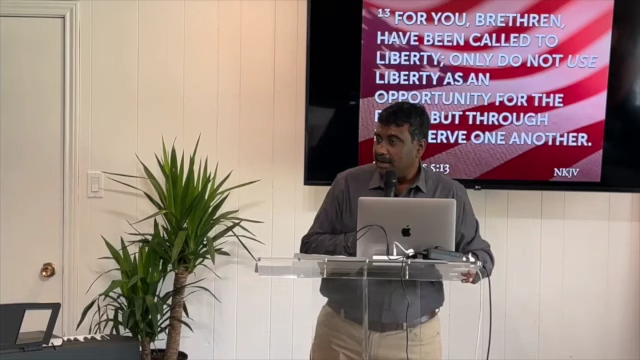 13 FOR YOU, BRETHREN,
HAVE BEEN CALLED TO
LIBERTY; ONLY DO NOT USE
LIBERTY AS AN
OPPORTUNITY FOR THE
BUT THROUGH
ERVE ONE ANOTHER.
S 5:13 NKJV